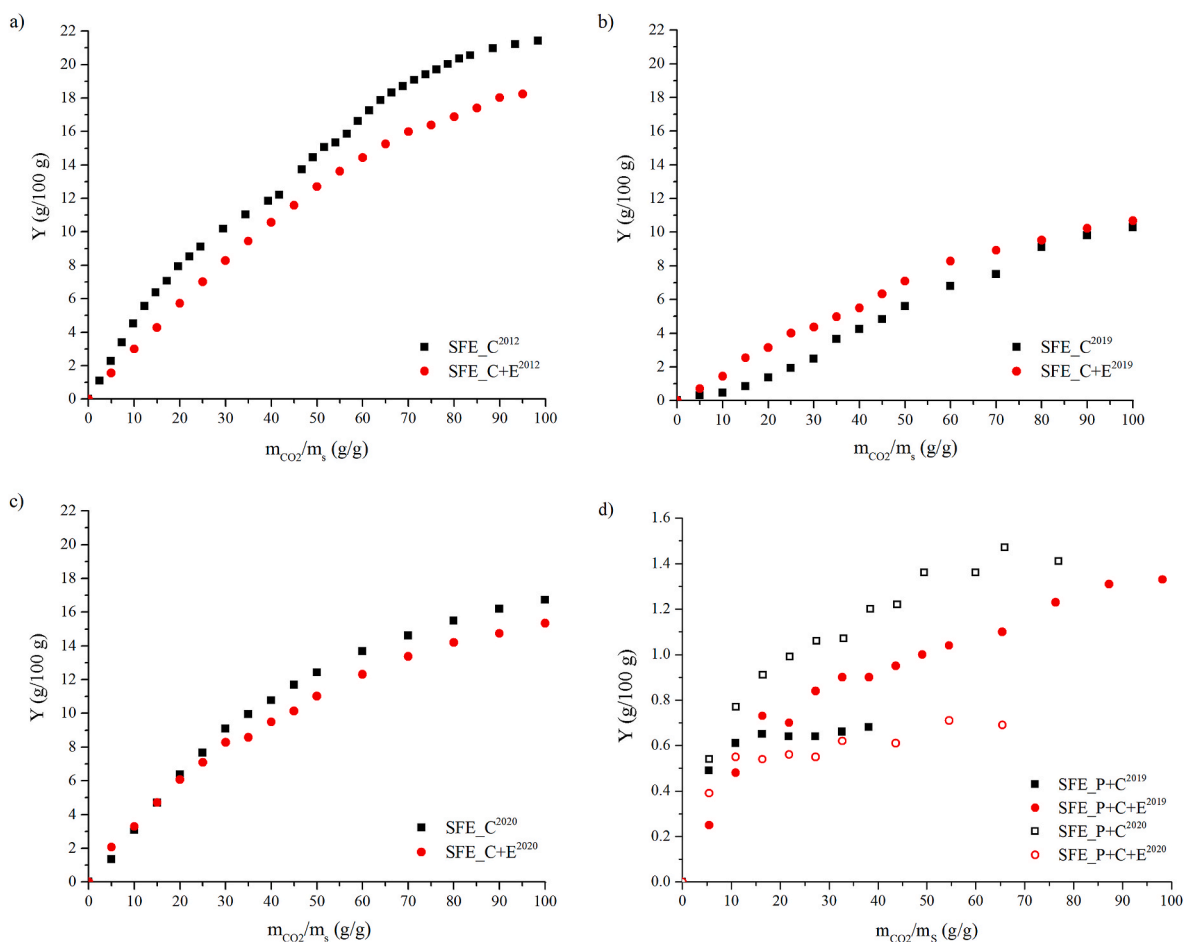 a)
22
20
18
16
14
12
10
8
6
4
2
0
Y (g/100 g)
SFE_C2012
SFE_C+E2012
0 10 20 30 40 50 60 70 80 90 100
mCO2/ms (g/g)
b)
22
20
18
16
14
12
10
8
6
4
2
0
Y (g/100 g)
SFE_C2019
SFE_C+E2019
0 10 20 30 40 50 60 70 80 90 100
mCO2/ms (g/g)
c)
22
20
18
16
14
12
10
8
6
4
2
0
Y (g/100 g)
SFE_C2020
SFE_C+E2020
0 10 20 30 40 50 60 70 80 90 100
mCO2/ms (g/g)
d)
1.6
1.4
1.2
1.0
0.8
0.6
0.4
0.2
0.0
Y (g/100 g)
SFE_P+C2019
SFE_P+C+E2019
SFE_P+C2020
SFE_P+C+E2020
0 10 20 30 40 50 60 70 80 90 100
mCO2/mS (g/g)